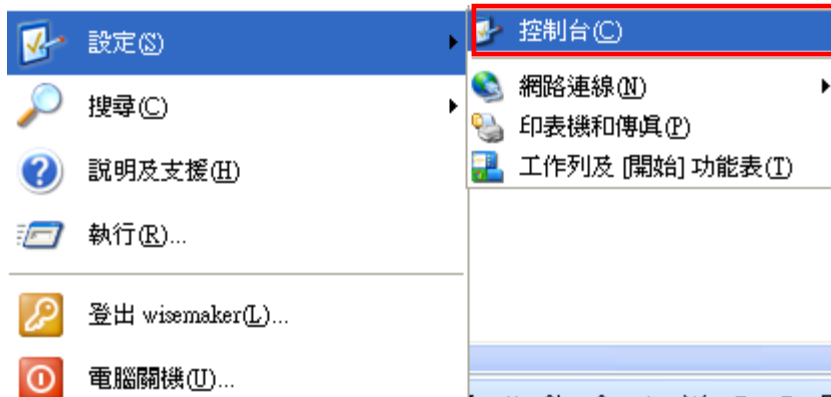 設定(S)
搜尋(C)
說明及支援(H)
執行(R)...
登出 wisemaker(L)...
電腦關機(U)...
控制台(C)
網路連線(N)
印表機和傳真(P)
工作列及 [開始] 功能表(T)